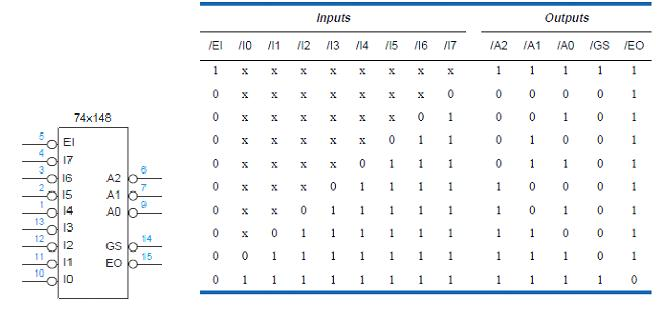 Inputs Outputs
/EI /I0 /I1 /I2 /I3 /I4 /I5 /I6 /I7 /A2 /A1 /A0 /GS /EO
1 x x x x x x x x 1 1 1 1 1
0 x x x x x x x 0 0 0 0 0 1
0 x x x x x x 0 1 0 0 1 0 1
0 x x x x x 0 1 1 0 1 0 0 1
0 x x x x 0 1 1 1 0 1 1 0 1
0 x x x 0 1 1 1 1 1 0 0 0 1
0 x x 0 1 1 1 1 1 1 0 1 0 1
0 x 0 1 1 1 1 1 1 1 1 0 0 1
0 0 1 1 1 1 1 1 1 1 1 1 0 1
0 1 1 1 1 1 1 1 1 1 1 1 1 0
74x148
5 EI
4 I7
3 I6 A2 6
2 I5 A1 7
1 I4 A0 9
13 I3
12 I2 GS 14
11 I1 EO 15
10 I0